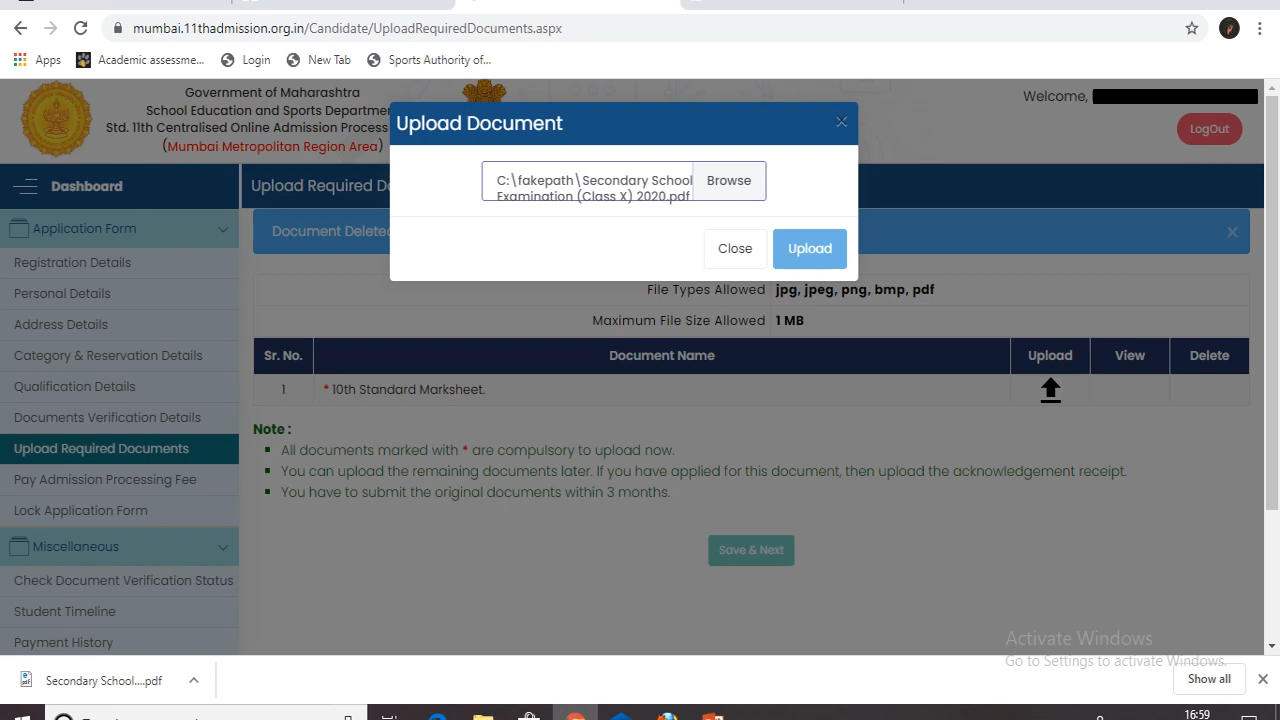 mumbai.11thadmission.org.in/Candidate/UploadRequiredDocuments.aspx
Apps
Academic assessme...
Login
New Tab
Sports Authority of...
Government of Maharashtra
School Education and Sports Departmen
Std. 11th Centralised Online Admission Process
(Mumbai Metropolitan Region Area)
Welcome,
LogOut
Upload Document
×
C:\fakepath\Secondary School
Examination (Class X) 2020.pdf
Browse
Close
Upload
Dashboard
Application Form
Registration Details
Personal Details
Address Details
Category & Reservation Details
Qualification Details
Documents Verification Details
Upload Required Documents
Pay Admission Processing Fee
Lock Application Form
Miscellaneous
Check Document Verification Status
Student Timeline
Payment History
Upload Required Do
Document Deleted
×
File Types Allowed jpg, jpeg, png, bmp, pdf
Maximum File Size Allowed 1 MB
Sr. No. Document Name Upload View Delete
1 * 10th Standard Marksheet.
Note :
All documents marked with * are compulsory to upload now.
You can upload the remaining documents later. If you have applied for this document, then upload the acknowledgement receipt.
You have to submit the original documents within 3 months.
Save & Next
Activate Windows
Go to Settings to activate Windows.
Secondary School....pdf
Show all
16:59